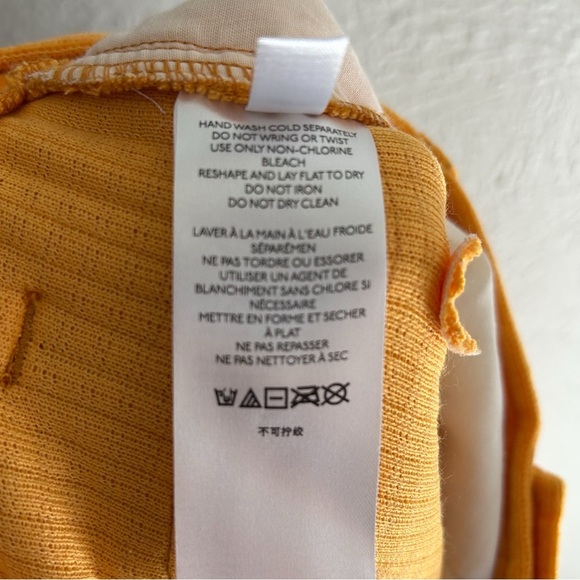 HAND WASH COLD SEPARATELY
DO NOT WRING OR TWIST
USE ONLY NON-CHLORINE
BLEACH
RESHAPE AND LAY FLAT TO DRY
DO NOT IRON
DO NOT DRY CLEAN
LAVER À LA MAIN À L'EAU FROIDE
SÉPARÉMEN
NE PAS TORDRE OU ESSORER
UTILISER UN AGENT DE
BLANCHIMENT SANS CHLORE SI
NÉCESSAIRE
METTRE EN FORME ET SECHER
À PLAT
NE PAS REPASSER
NE PAS NETTOYER À SEC
不可拧绞